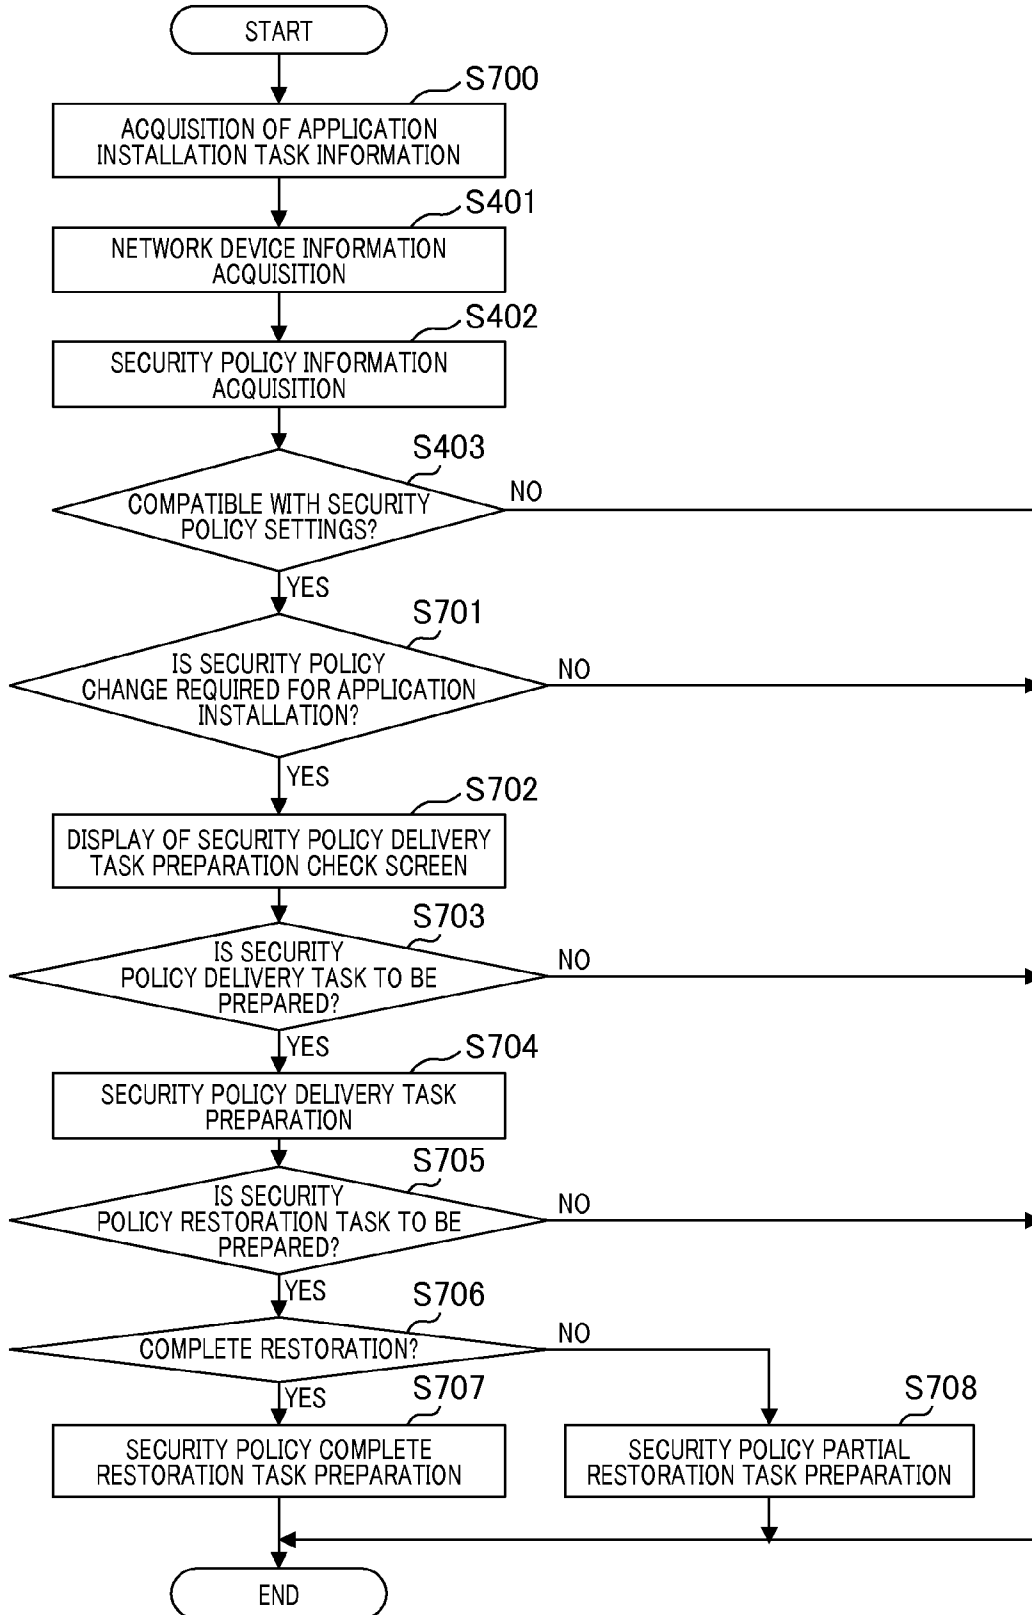 START
S700
ACQUISITION OF APPLICATION
INSTALLATION TASK INFORMATION
S401
NETWORK DEVICE INFORMATION
ACQUISITION
S402
SECURITY POLICY INFORMATION
ACQUISITION
S403
COMPATIBLE WITH SECURITY
POLICY SETTINGS?
NO
YES
S701
IS SECURITY POLICY
CHANGE REQUIRED FOR APPLICATION
INSTALLATION?
NO
YES
S702
DISPLAY OF SECURITY POLICY DELIVERY
TASK PREPARATION CHECK SCREEN
S703
IS SECURITY
POLICY DELIVERY TASK TO BE
PREPARED?
NO
YES
S704
SECURITY POLICY DELIVERY TASK
PREPARATION
S705
IS SECURITY
POLICY RESTORATION TASK TO BE
PREPARED?
NO
YES
S706
COMPLETE RESTORATION?
NO
YES
S707
SECURITY POLICY COMPLETE
RESTORATION TASK PREPARATION
S708
SECURITY POLICY PARTIAL
RESTORATION TASK PREPARATION
END